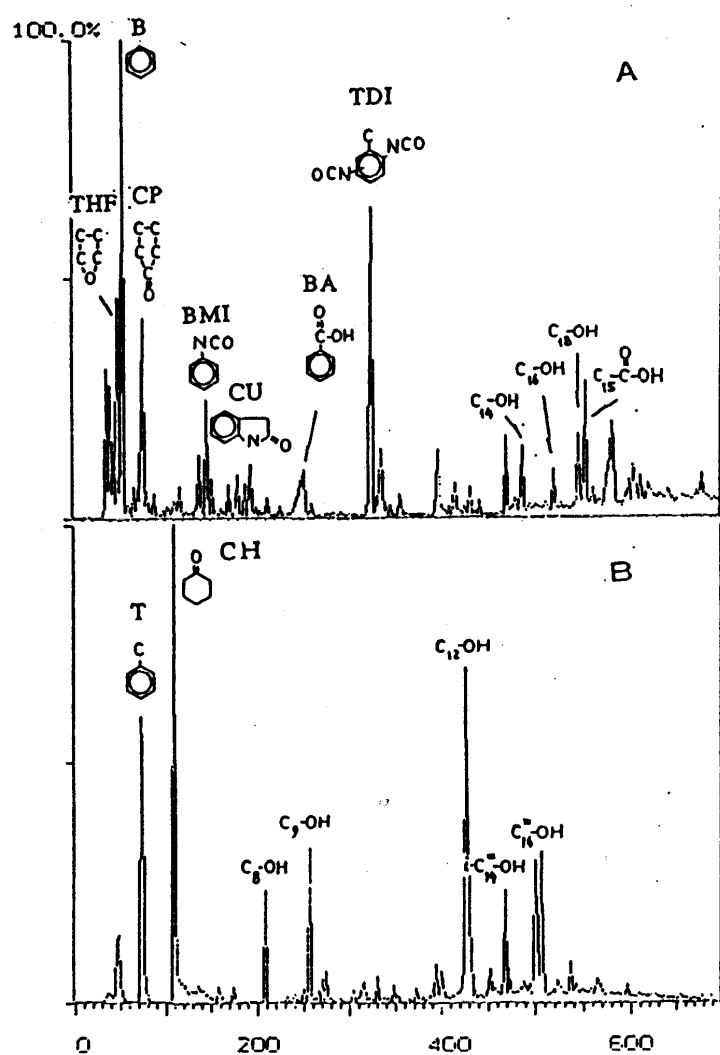 100.0%
B
A
TDI
C
NCO
OCN
THF
CP
C-C
C
C
O
C-C
C
C
C
O
BMI
NCO
CU
N
O
BA
O
C-OH
C₁₈-OH
C₁₆-OH
C₁₄-OH
O
C₁₅-C-OH
O
CH
B
T
C
C₁₂-OH
C₉-OH
C₈-OH
i-C₁₄⁼-OH
C₁₆⁼-OH
0
200
400
600